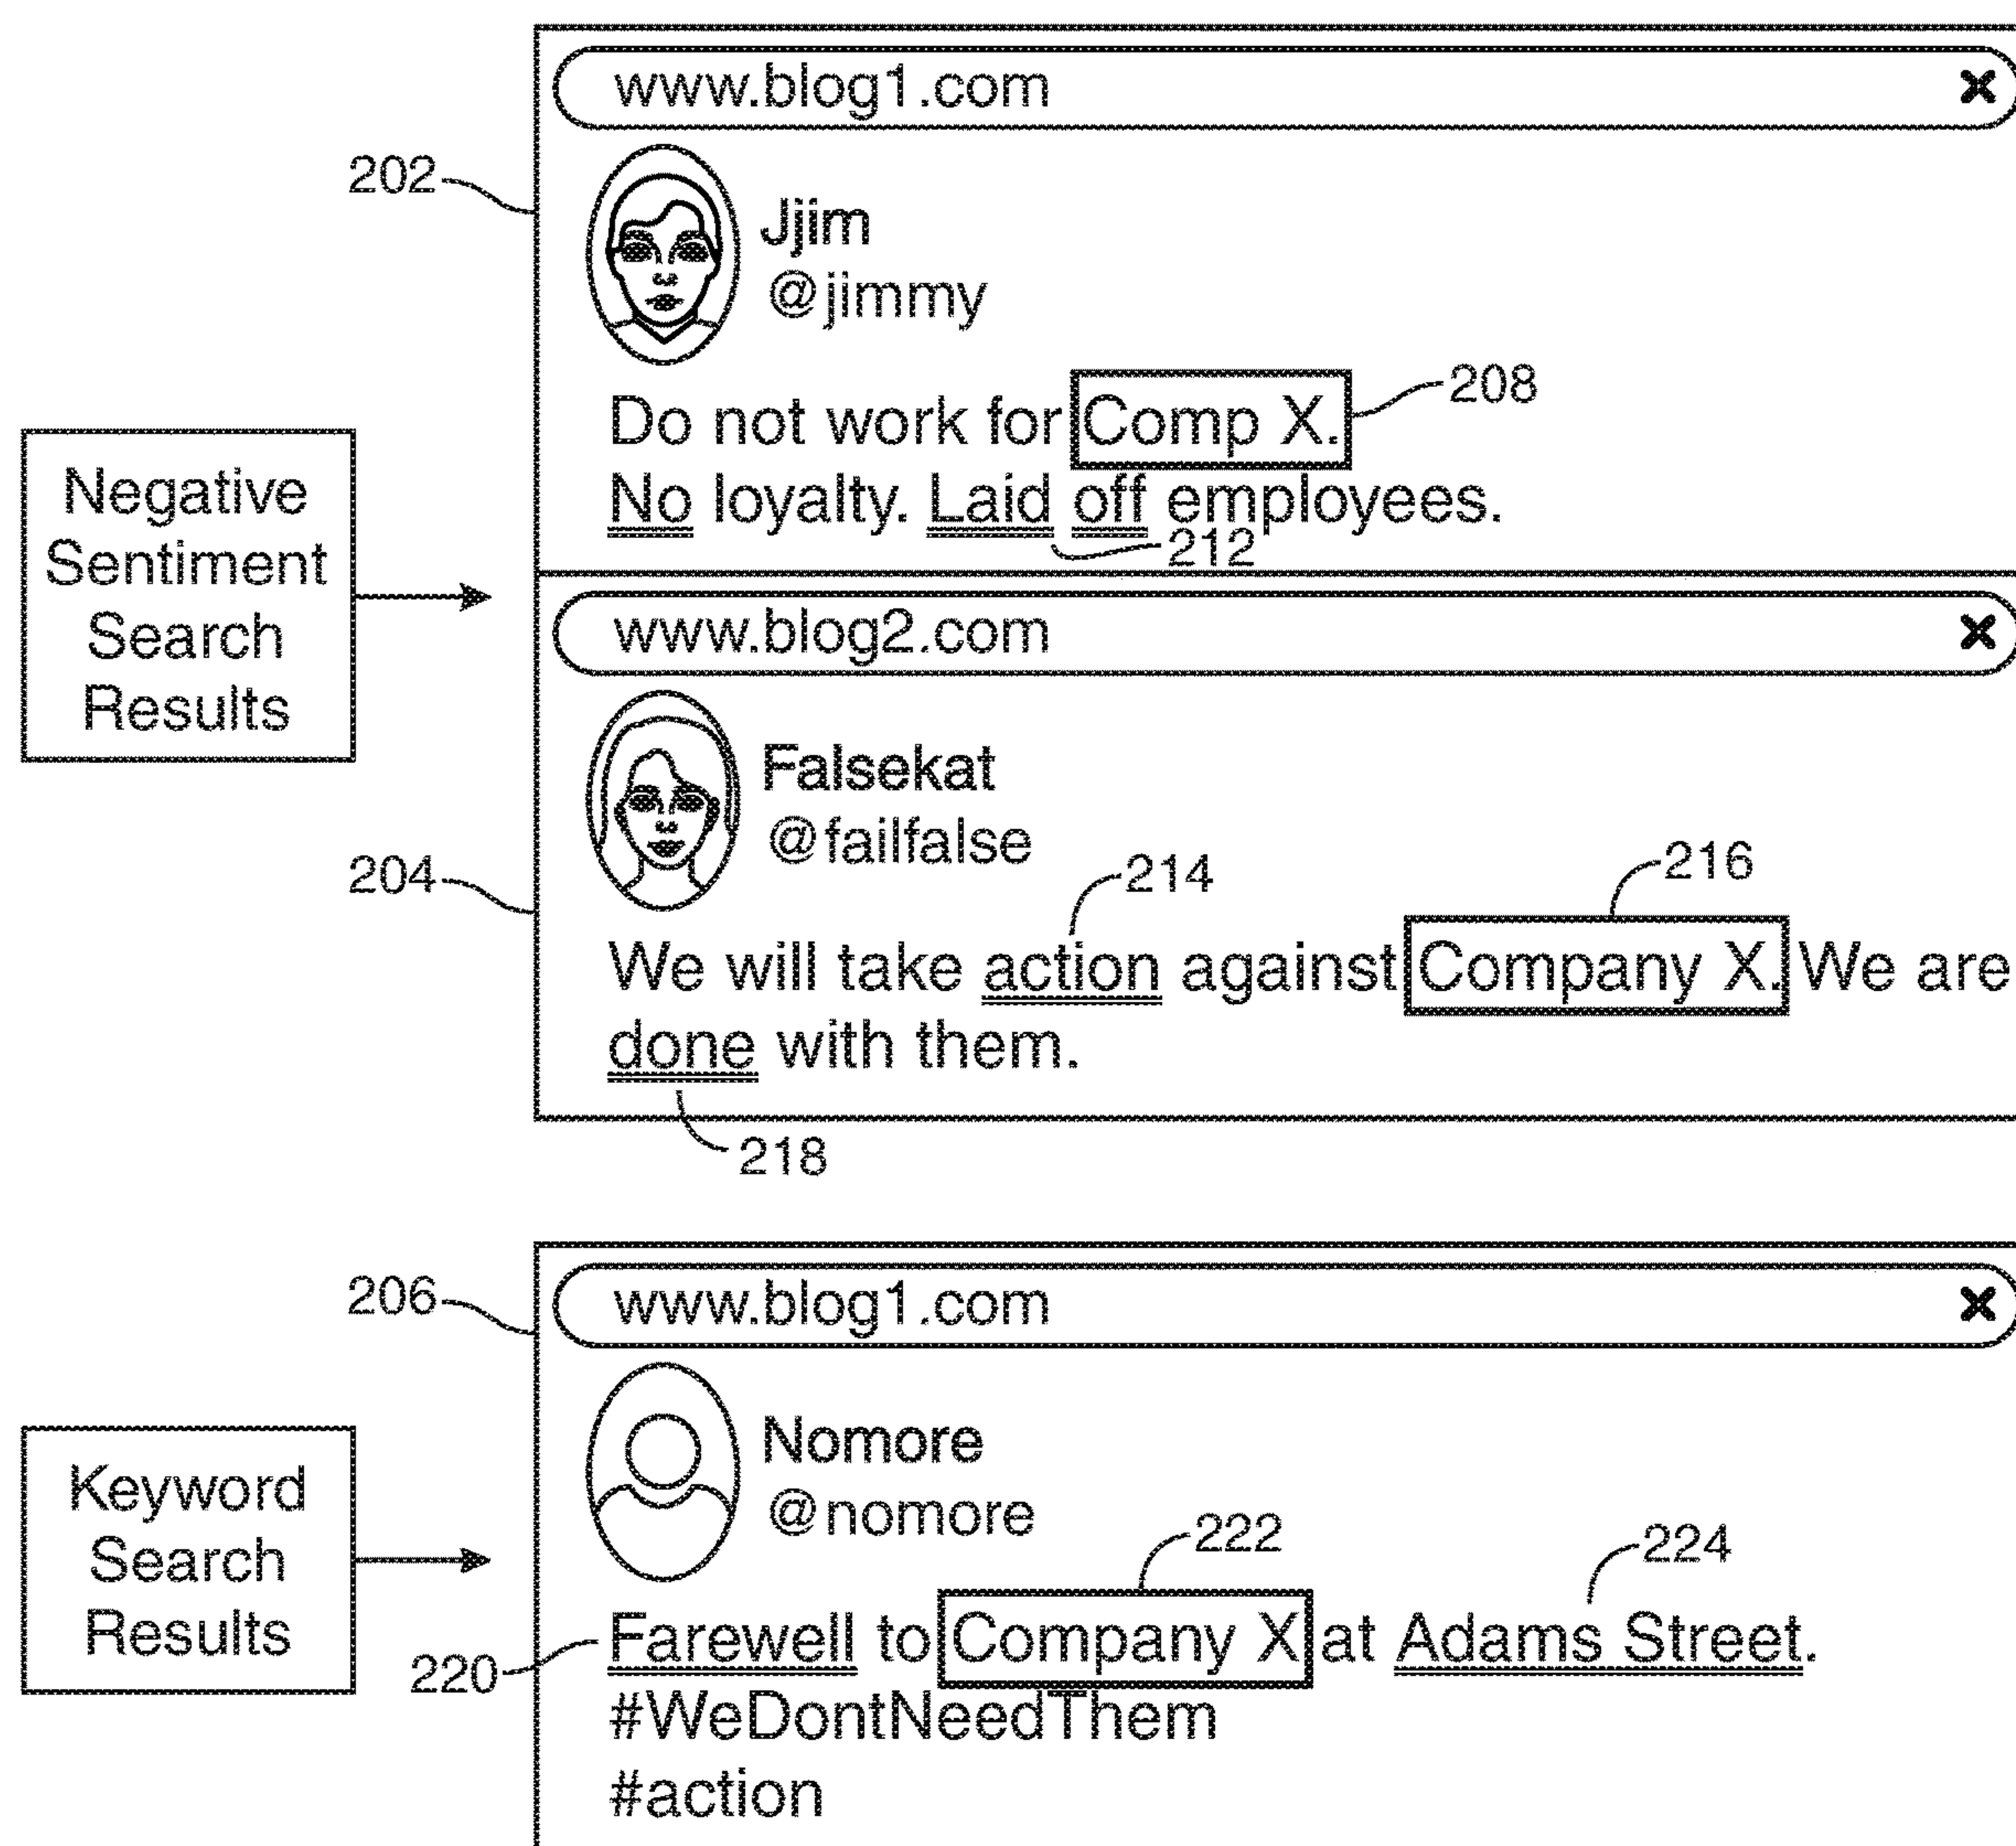 www.blog1.com
202
Jjim
@jimmy
208
Do not work for Comp X.
No loyalty. Laid off employees.
212
Negative
Sentiment
Search
Results
www.blog2.com
Falsekat
@failfalse
204
214
216
We will take action against Company X. We are
done with them.
218
206
www.blog1.com
Nomore
@nomore
Keyword
Search
Results
222
224
Farewell to Company X at Adams Street.
220
#WeDontNeedThem
#action